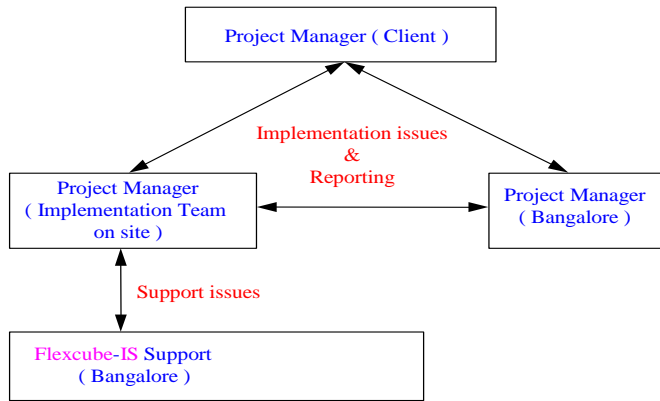 Project Manager ( Client )
Implementation issues
&
Reporting
Project Manager
( Implementation Team
on site )
Project Manager
( Bangalore )
Support issues
Flexcube-IS Support
( Bangalore )